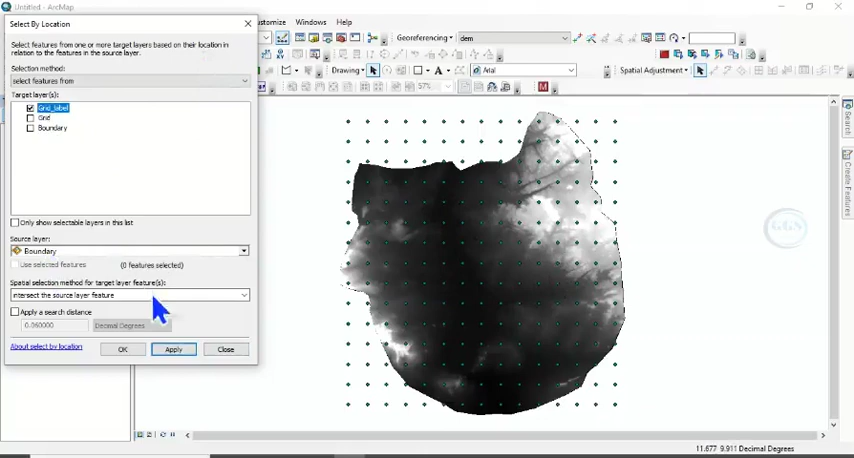 Untitled - ArcMap
Select By Location
ustomize Windows Help
Select features from one or more target layers based on their location in
relation to the features in the source layer.
Georeferencing dem
Selection method:
select features from
Drawing A Arial Spatial Adjustment
Target layer(s):
57% M
Grid_label
Grid
Boundary
Search
Create Features
Only show selectable layers in this list
GGN
Source layer:
Boundary
Use selected features (0 features selected)
Spatial selection method for target layer feature(s):
intersect the source layer feature
Apply a search distance
0.060000 Decimal Degrees
About select by location OK Apply Close
11.677 9.911 Decimal Degrees